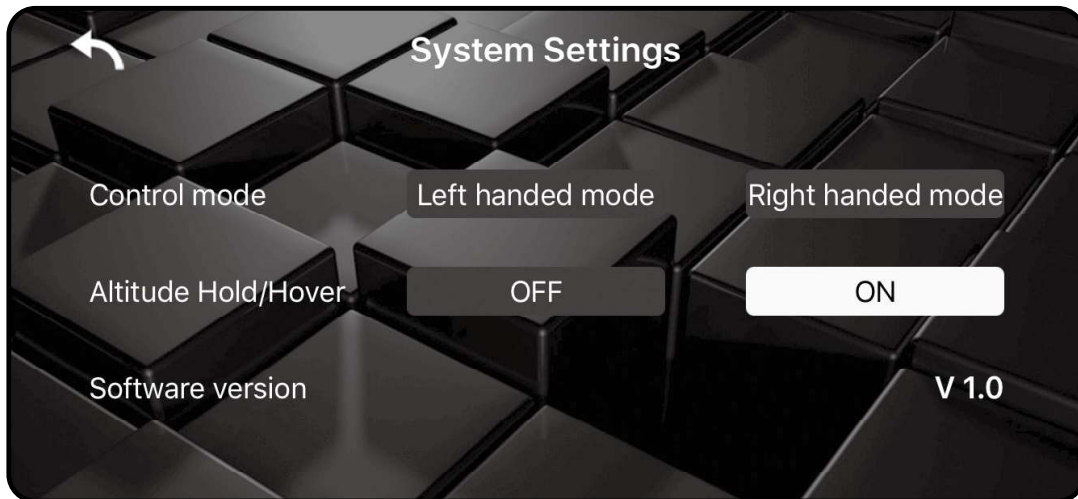 System Settings
Control mode Left handed mode Right handed mode
Altitude Hold/Hover OFF ON
Software version V 1.0